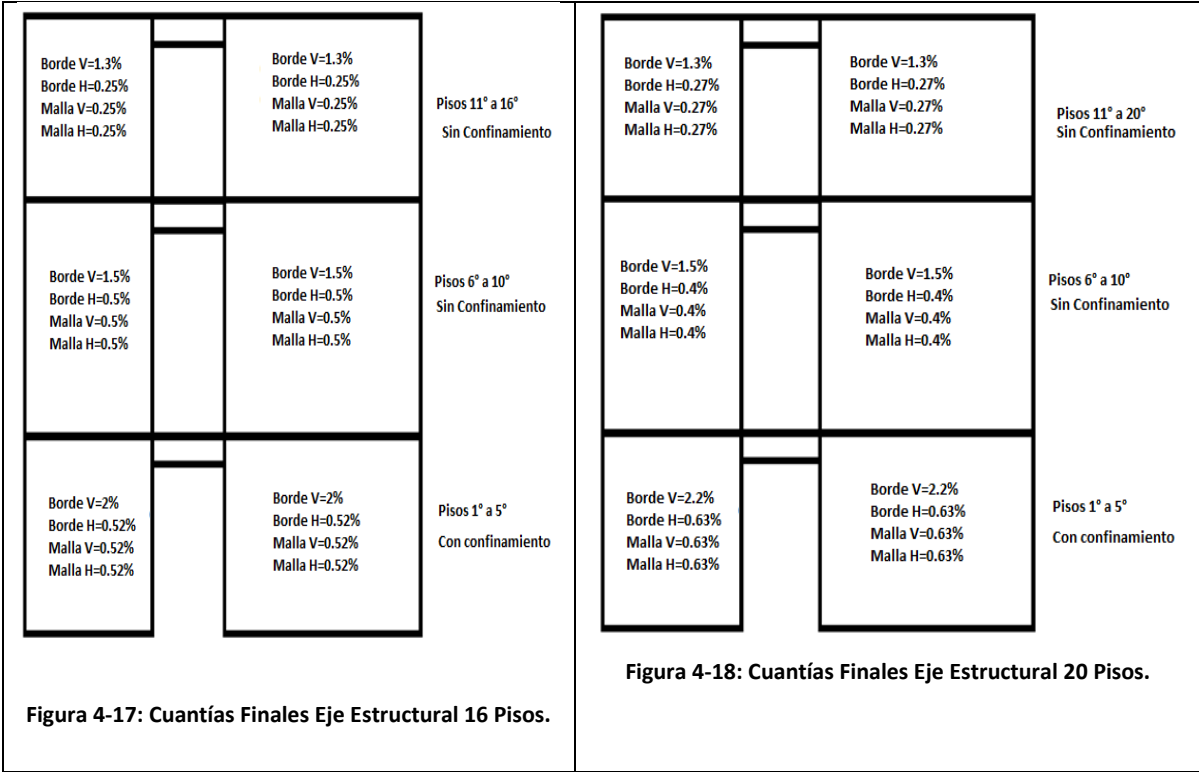 Borde V=1.3%
Borde H=0.25%
Malla V=0.25%
Malla H=0.25%
Borde V=1.3%
Borde H=0.25%
Malla V=0.25%
Malla H=0.25%
Pisos 11° a 16°
Sin Confinamiento
Borde V=1.5%
Borde H=0.5%
Malla V=0.5%
Malla H=0.5%
Borde V=1.5%
Borde H=0.5%
Malla V=0.5%
Malla H=0.5%
Pisos 6° a 10°
Sin Confinamiento
Borde V=2%
Borde H=0.52%
Malla V=0.52%
Malla H=0.52%
Borde V=2%
Borde H=0.52%
Malla V=0.52%
Malla H=0.52%
Pisos 1° a 5°
Con confinamiento
Figura 4-17: Cuantías Finales Eje Estructural 16 Pisos.
Borde V=1.3%
Borde H=0.27%
Malla V=0.27%
Malla H=0.27%
Borde V=1.3%
Borde H=0.27%
Malla V=0.27%
Malla H=0.27%
Pisos 11° a 20°
Sin Confinamiento
Borde V=1.5%
Borde H=0.4%
Malla V=0.4%
Malla H=0.4%
Borde V=1.5%
Borde H=0.4%
Malla V=0.4%
Malla H=0.4%
Pisos 6° a 10°
Sin Confinamiento
Borde V=2.2%
Borde H=0.63%
Malla V=0.63%
Malla H=0.63%
Borde V=2.2%
Borde H=0.63%
Malla V=0.63%
Malla H=0.63%
Pisos 1° a 5°
Con confinamiento
Figura 4-18: Cuantías Finales Eje Estructural 20 Pisos.